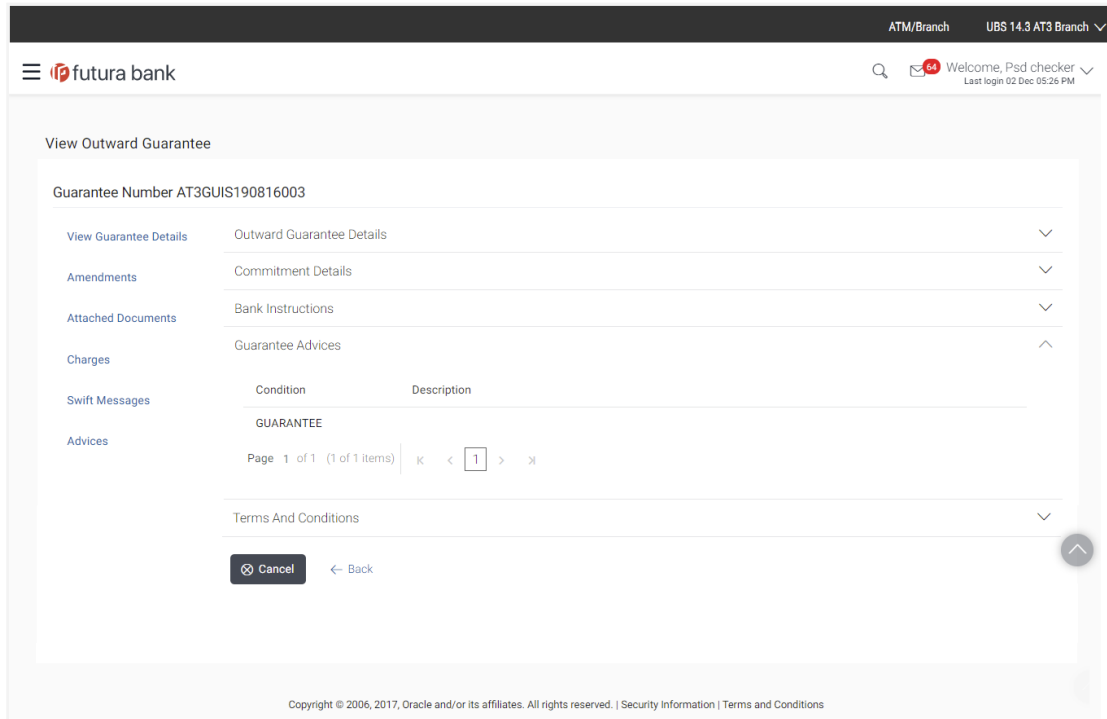 ATM/Branch UBS 14.3 AT3 Branch
futura bank
64 Welcome, Psd checker
Last login 02 Dec 05:26 PM
View Outward Guarantee
Guarantee Number AT3GUIS190816003
View Guarantee Details
Amendments
Attached Documents
Charges
Swift Messages
Advices
Outward Guarantee Details
Commitment Details
Bank Instructions
Guarantee Advices
Condition Description
GUARANTEE
Page 1 of 1 (1 of 1 items) 1
Terms And Conditions
Cancel Back
Copyright © 2006, 2017, Oracle and/or its affiliates. All rights reserved. | Security Information | Terms and Conditions